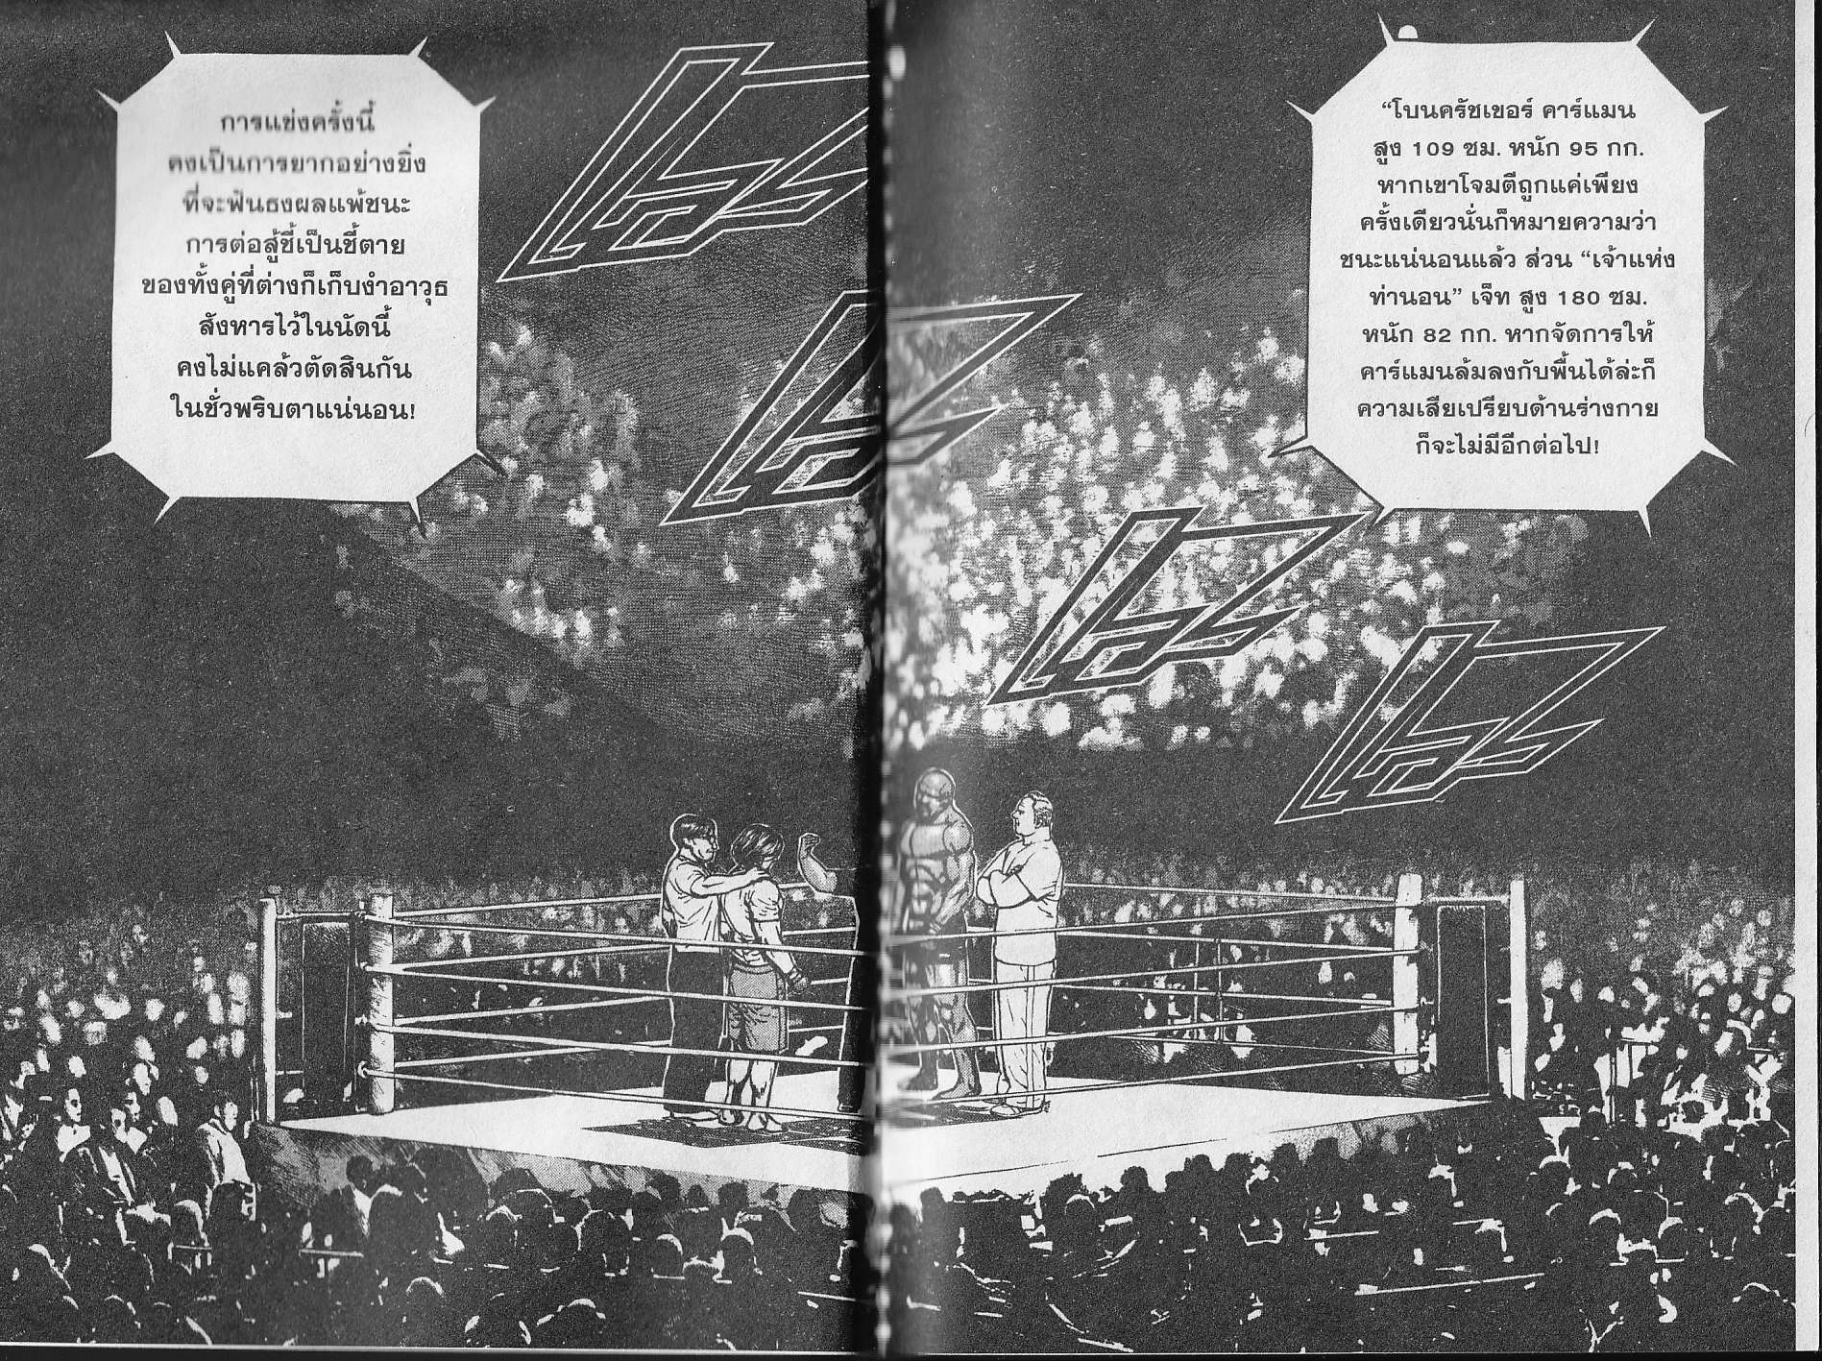 “โบนครัชเขอร์ คาร์แมน
สูง 109 ซม. หนัก 95 กก.
หากเขาโจมตีถูกแค่เพียง
ครั้งเดียวนั่นก็หมายความว่า
ชนะแน่นอนแล้ว ส่วน “เจ้าแห่ง
ท่านอน” เจ็ท สูง 180 ซม.
หนัก 82 กก. หากจัดการให้
คาร์แมนล้มลงกับพื้นได้ล่ะก็
ความเสียเปรียบด้านร่างกาย
ก็จะไม่มีอีกต่อไป!
การแข่งครั้งนี้
คงเป็นการยากอย่างยิ่ง
ที่จะฟันธงผลแพ้ชนะ
การต่อสู้ชี้เป็นชี้ตาย
ของทั้งคู่ที่ต่างก็เก็บงำอาวุธ
สังหารไว้ในนัดนี้
คงไม่แคล้วตัดสินกัน
ในชั่วพริบตาแน่นอน!